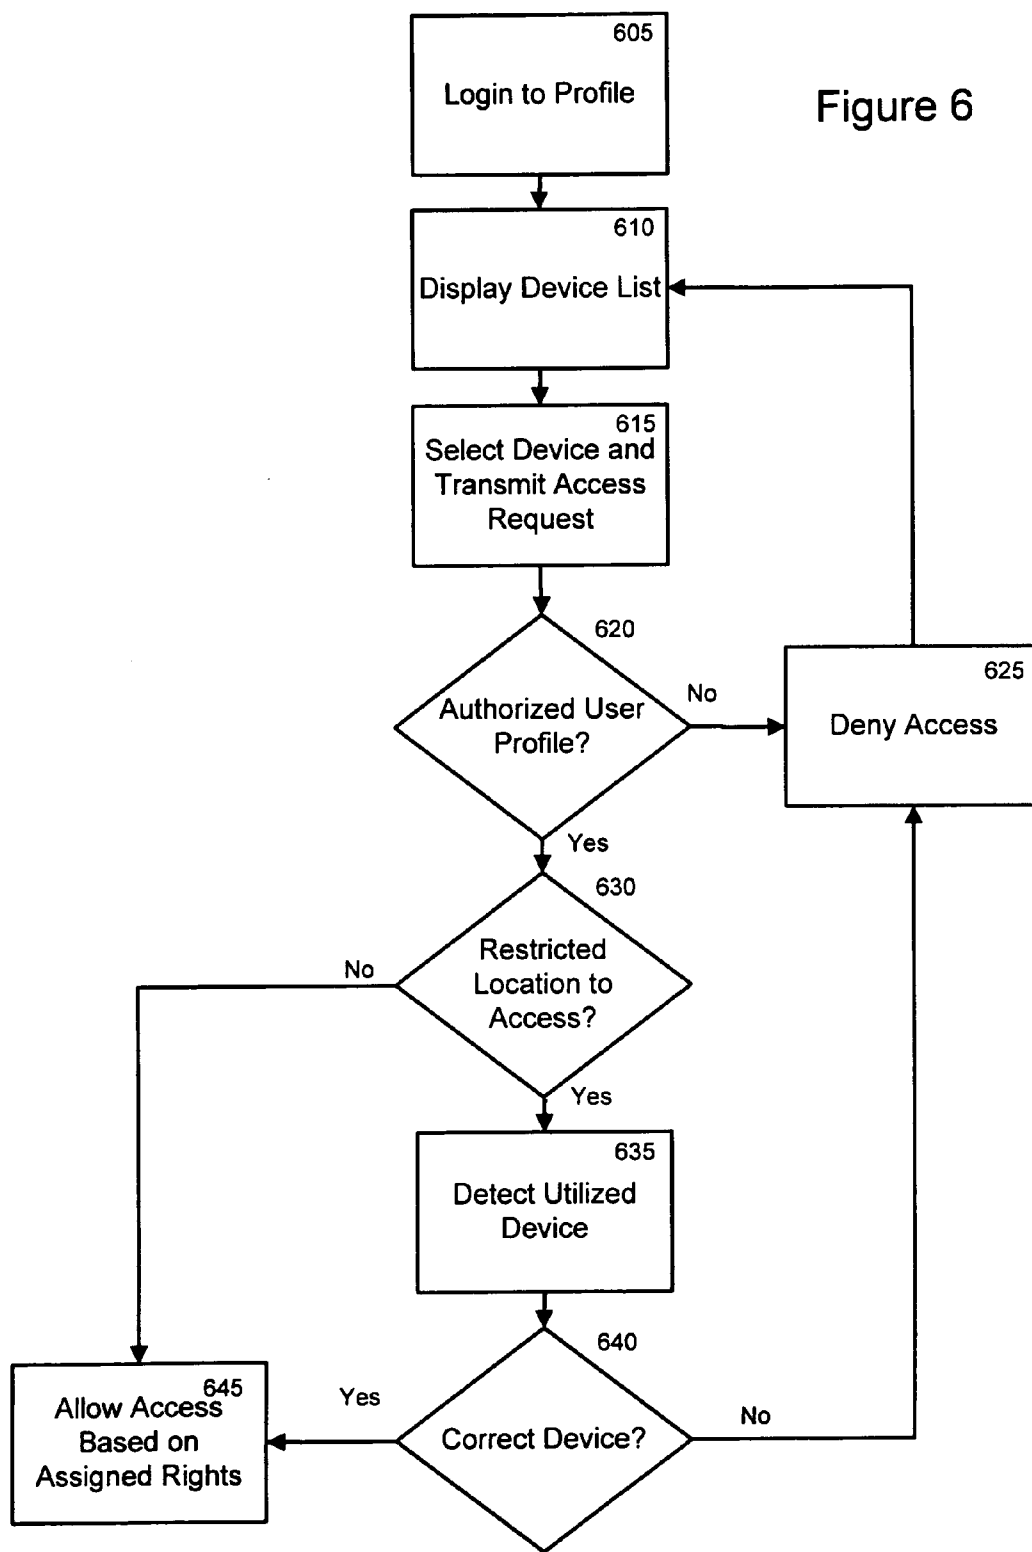 605
Login to Profile
Figure 6
610
Display Device List
615
Select Device and
Transmit Access
Request
620
Authorized User
Profile?
No
625
Deny Access
Yes
630
Restricted
Location to
Access?
No
Yes
635
Detect Utilized
Device
640
Correct Device?
Yes
No
645
Allow Access
Based on
Assigned Rights